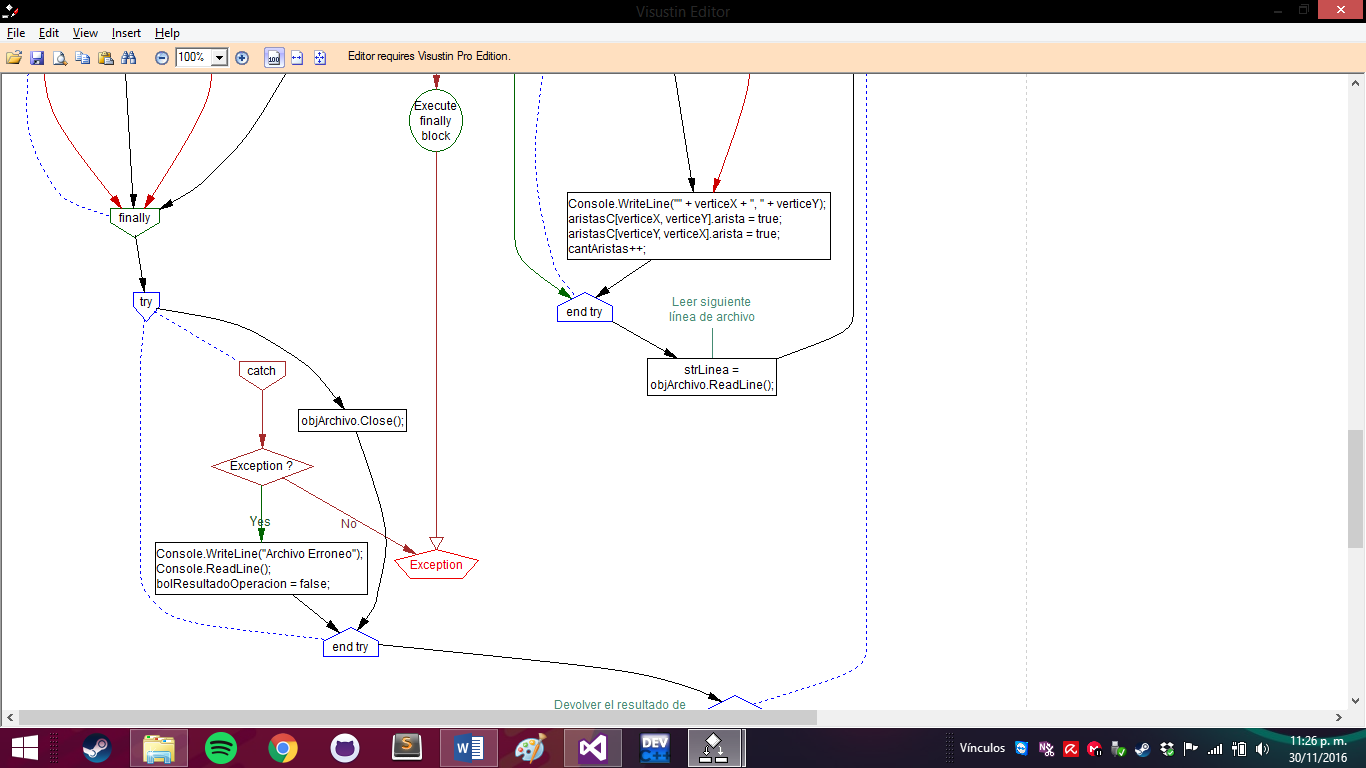 Visustin Editor
File Edit View Insert Help
100%
100
Editor requires Visustin Pro Edition.
Execute
finally
block
finally
Console.WriteLine("" + verticeX + ", " + verticeY);
aristasC[verticeX, verticeY].arista = true;
aristasC[verticeY, verticeX].arista = true;
cantAristas++;
try
end try
Leer siguiente
línea de archivo
strLinea =
objArchivo.ReadLine();
catch
objArchivo.Close();
Exception ?
Yes
No
Console.WriteLine("Archivo Erroneo");
Console.ReadLine();
bolResultadoOperacion = false;
Exception
end try
Devolver el resultado de
S
W
DEV
C++
Vínculos
11:26 p. m.
30/11/2016